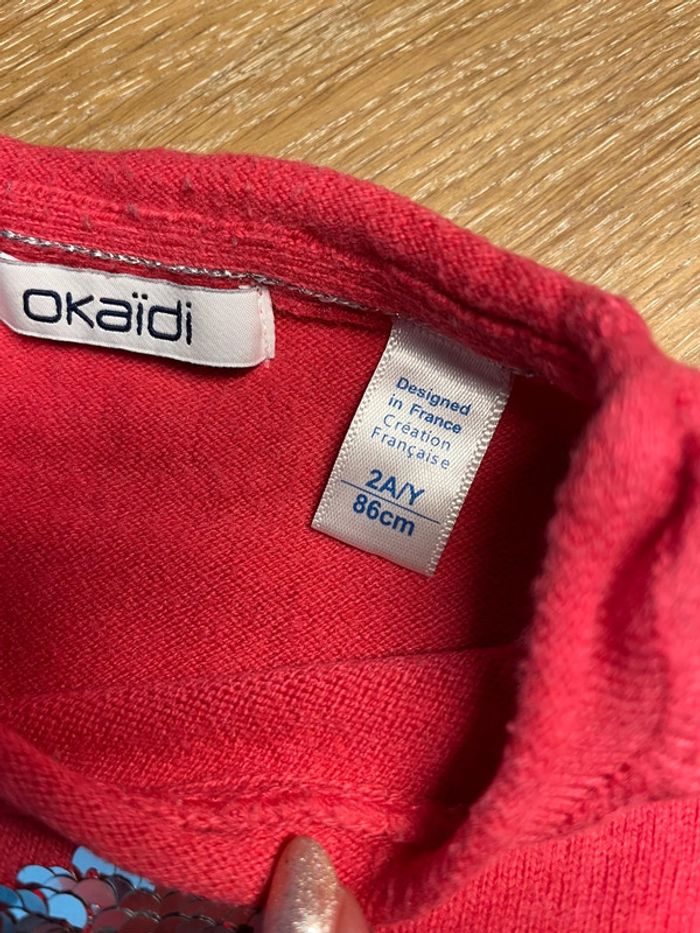 okaïdi
Designed
in France
Création
Française
2A/Y
86cm